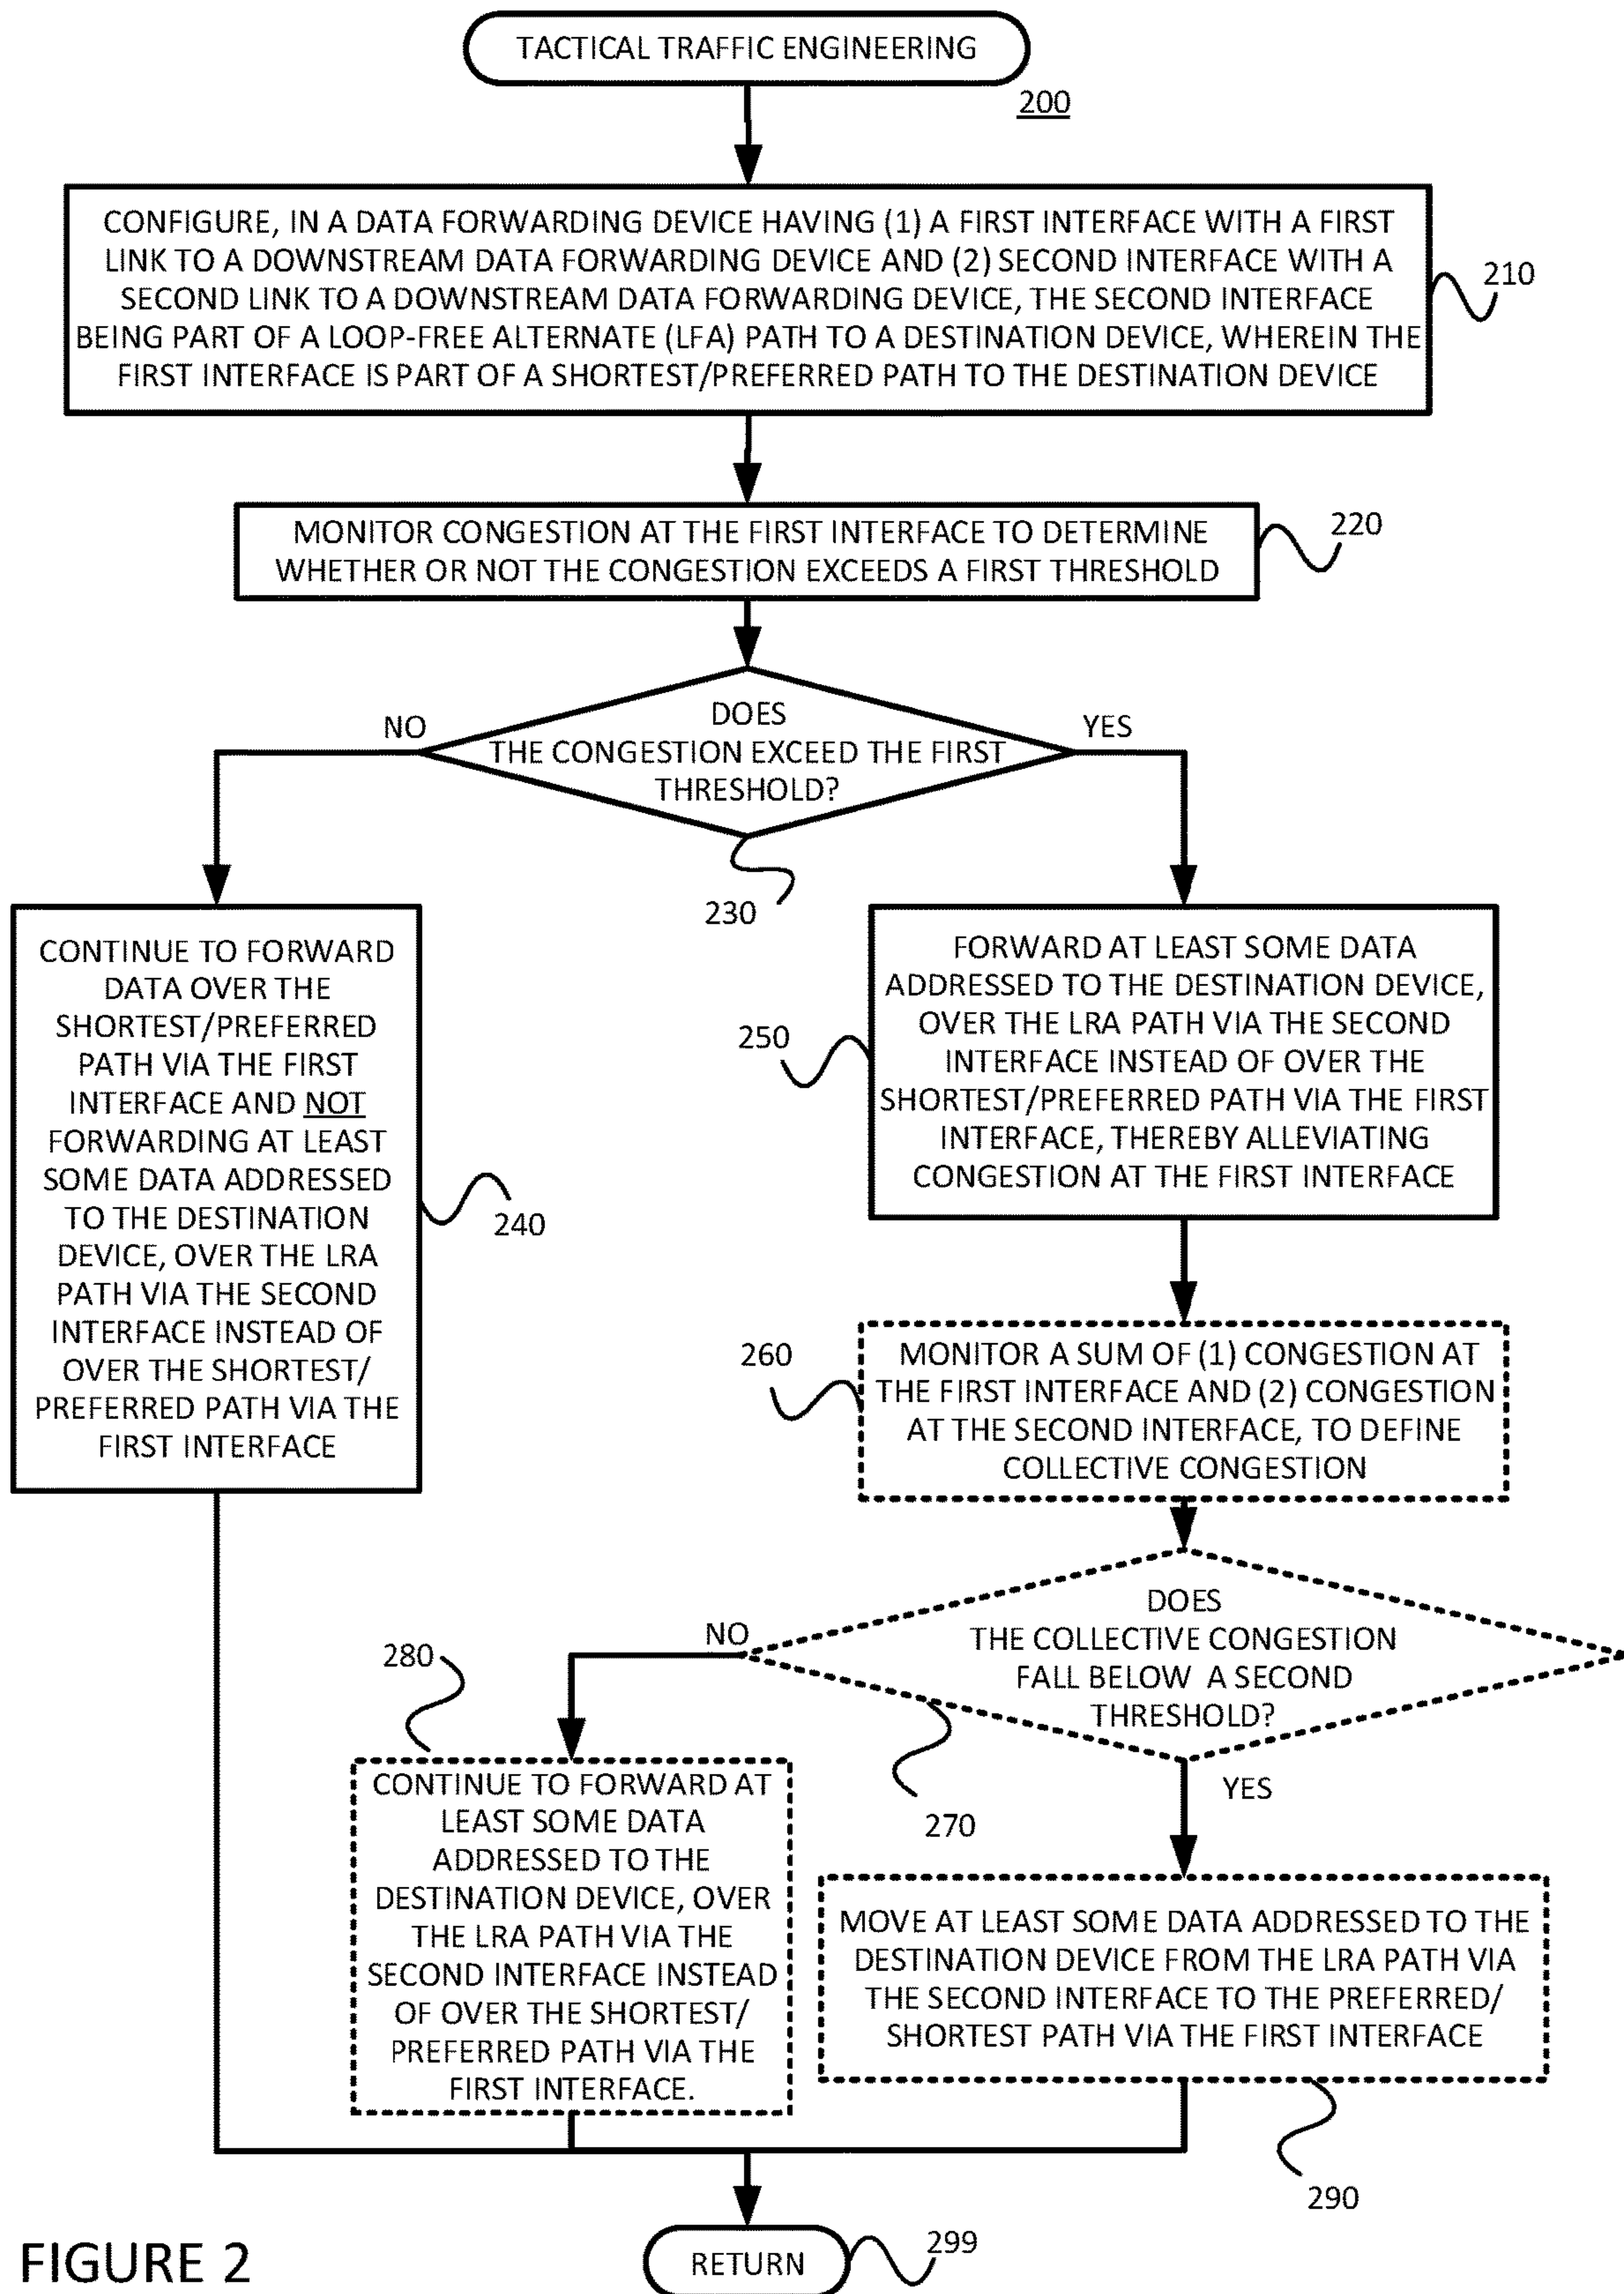 TACTICAL TRAFFIC ENGINEERING
200
CONFIGURE, IN A DATA FORWARDING DEVICE HAVING (1) A FIRST INTERFACE WITH A FIRST
LINK TO A DOWNSTREAM DATA FORWARDING DEVICE AND (2) SECOND INTERFACE WITH A
SECOND LINK TO A DOWNSTREAM DATA FORWARDING DEVICE, THE SECOND INTERFACE
BEING PART OF A LOOP-FREE ALTERNATE (LFA) PATH TO A DESTINATION DEVICE, WHEREIN THE
FIRST INTERFACE IS PART OF A SHORTEST/PREFERRED PATH TO THE DESTINATION DEVICE
210
MONITOR CONGESTION AT THE FIRST INTERFACE TO DETERMINE
WHETHER OR NOT THE CONGESTION EXCEEDS A FIRST THRESHOLD
220
DOES
THE CONGESTION EXCEED THE FIRST
THRESHOLD?
NO
YES
230
CONTINUE TO FORWARD
DATA OVER THE
SHORTEST/PREFERRED
PATH VIA THE FIRST
INTERFACE AND NOT
FORWARDING AT LEAST
SOME DATA ADDRESSED
TO THE DESTINATION
DEVICE, OVER THE LRA
PATH VIA THE SECOND
INTERFACE INSTEAD OF
OVER THE SHORTEST/
PREFERRED PATH VIA THE
FIRST INTERFACE
240
FORWARD AT LEAST SOME DATA
ADDRESSED TO THE DESTINATION DEVICE,
OVER THE LRA PATH VIA THE SECOND
INTERFACE INSTEAD OF OVER THE
SHORTEST/PREFERRED PATH VIA THE FIRST
INTERFACE, THEREBY ALLEVIATING
CONGESTION AT THE FIRST INTERFACE
250
MONITOR A SUM OF (1) CONGESTION AT
THE FIRST INTERFACE AND (2) CONGESTION
AT THE SECOND INTERFACE, TO DEFINE
COLLECTIVE CONGESTION
260
DOES
THE COLLECTIVE CONGESTION
FALL BELOW A SECOND
THRESHOLD?
NO
YES
270
280
CONTINUE TO FORWARD AT
LEAST SOME DATA
ADDRESSED TO THE
DESTINATION DEVICE, OVER
THE LRA PATH VIA THE
SECOND INTERFACE INSTEAD
OF OVER THE SHORTEST/
PREFERRED PATH VIA THE
FIRST INTERFACE.
MOVE AT LEAST SOME DATA ADDRESSED TO THE
DESTINATION DEVICE FROM THE LRA PATH VIA
THE SECOND INTERFACE TO THE PREFERRED/
SHORTEST PATH VIA THE FIRST INTERFACE
290
RETURN
299
FIGURE 2